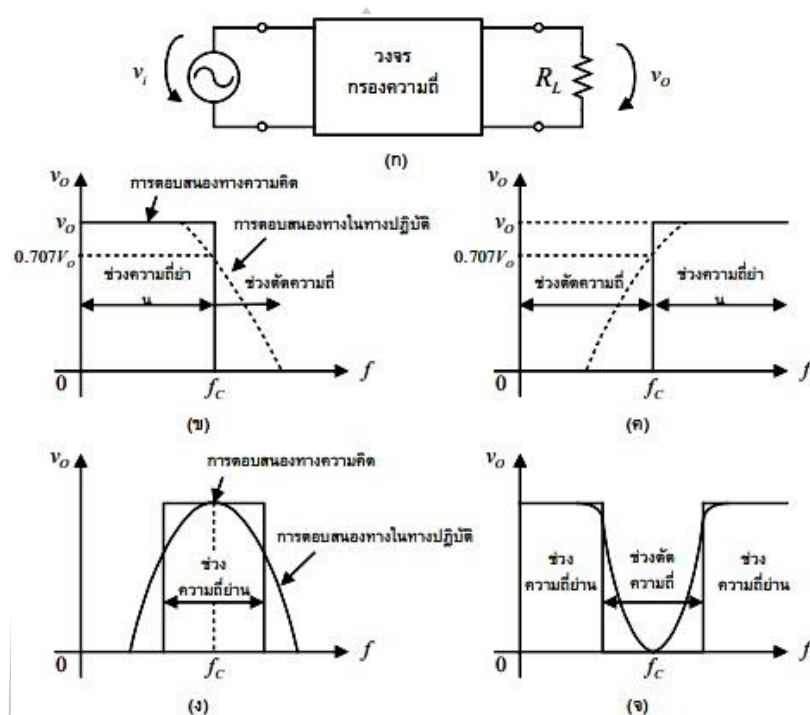 v_i
วงจร
กรองความถี่
R_L
v_o
(ก)
v_o
การตอบสนองทางความคิด
v_o
การตอบสนองทางในทางปฏิบัติ
0.707V_o
ช่วงความถี่ย่า
น
ช่วงตัดความถี่
0
f_C
f
(ข)
v_o
v_o
0.707V_o
ช่วงตัดความถี่
ช่วงความถี่ย่า
น
0
f_C
f
(ค)
v_o
การตอบสนองทางความคิด
การตอบสนองทางในทางปฏิบัติ
ช่วง
ความถี่ย่าน
0
f_C
f
(ง)
v_o
ช่วง
ความถี่ย่าน
ช่วงตัด
ความถี่
ช่วง
ความถี่ย่าน
0
f_C
f
(จ)